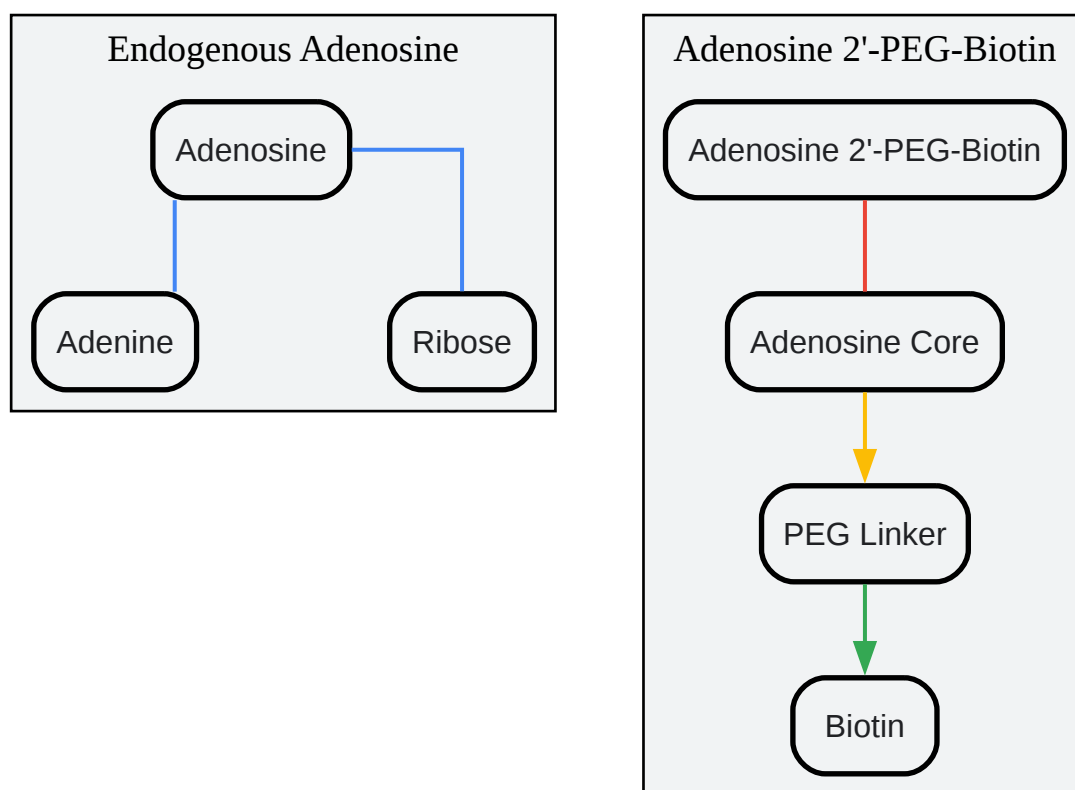 Endogenous Adenosine
Adenosine
Adenine
Ribose
Adenosine 2'-PEG-Biotin
Adenosine 2'-PEG-Biotin
Adenosine Core
PEG Linker
Biotin